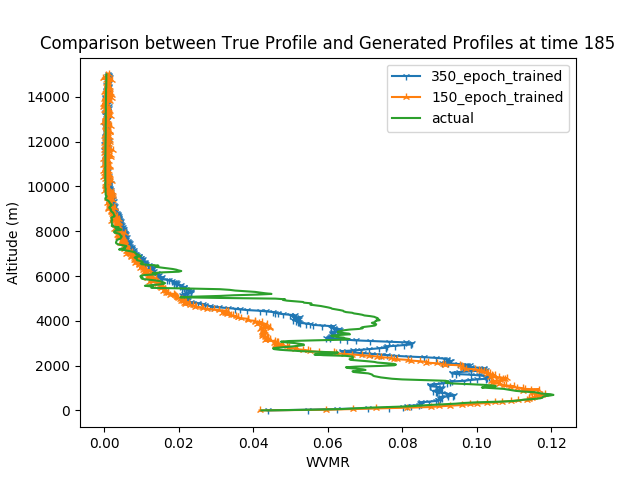 Comparison between True Profile and Generated Profiles at time 185
350_epoch_trained
150_epoch_trained
actual
Altitude (m)
14000
12000
10000
8000
6000
4000
2000
0
0.00 0.02 0.04 0.06 0.08 0.10 0.12
WVMR